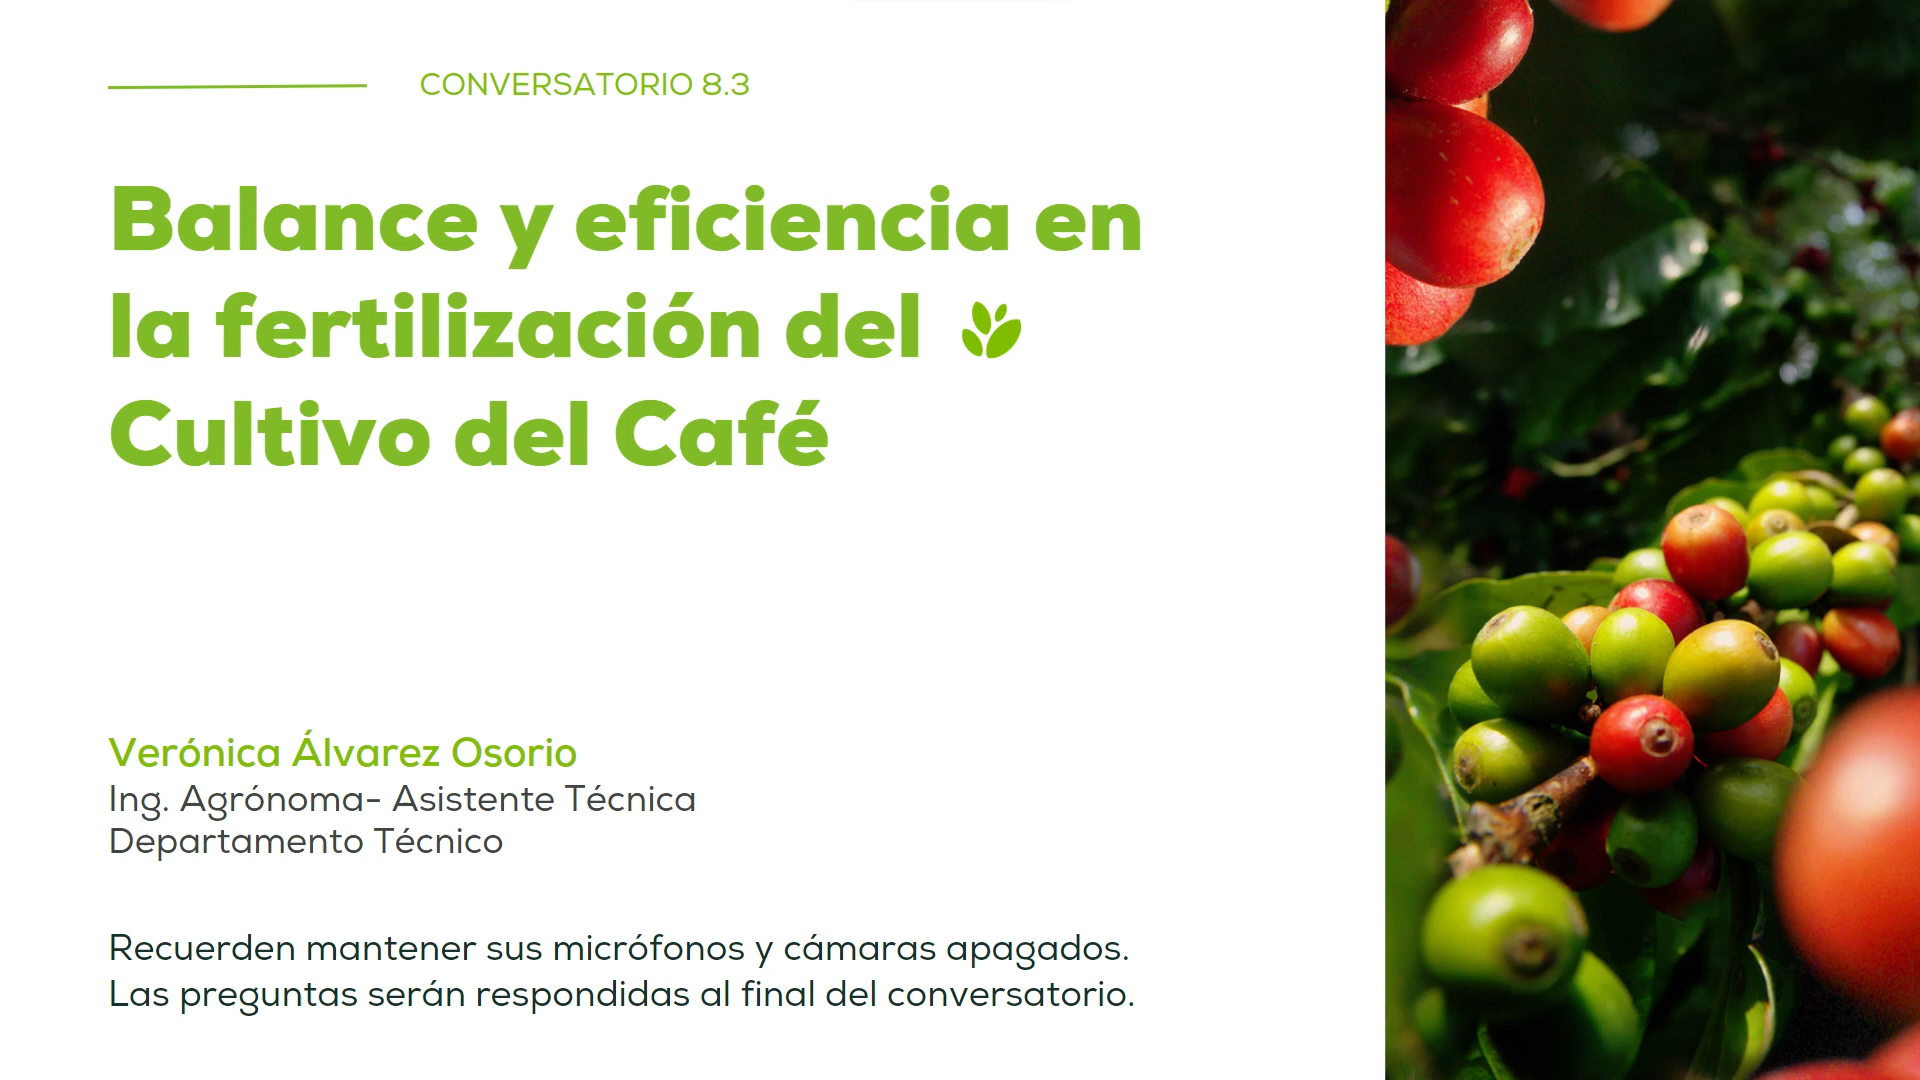 CONVERSATORIO 8.3
Balance y eficiencia en
la fertilización del
Cultivo del Café
Verónica Álvarez Osorio
Ing. Agrónoma- Asistente Técnica
Departamento Técnico
Recuerden mantener sus micrófonos y cámaras apagados.
Las preguntas serán respondidas al final del conversatorio.